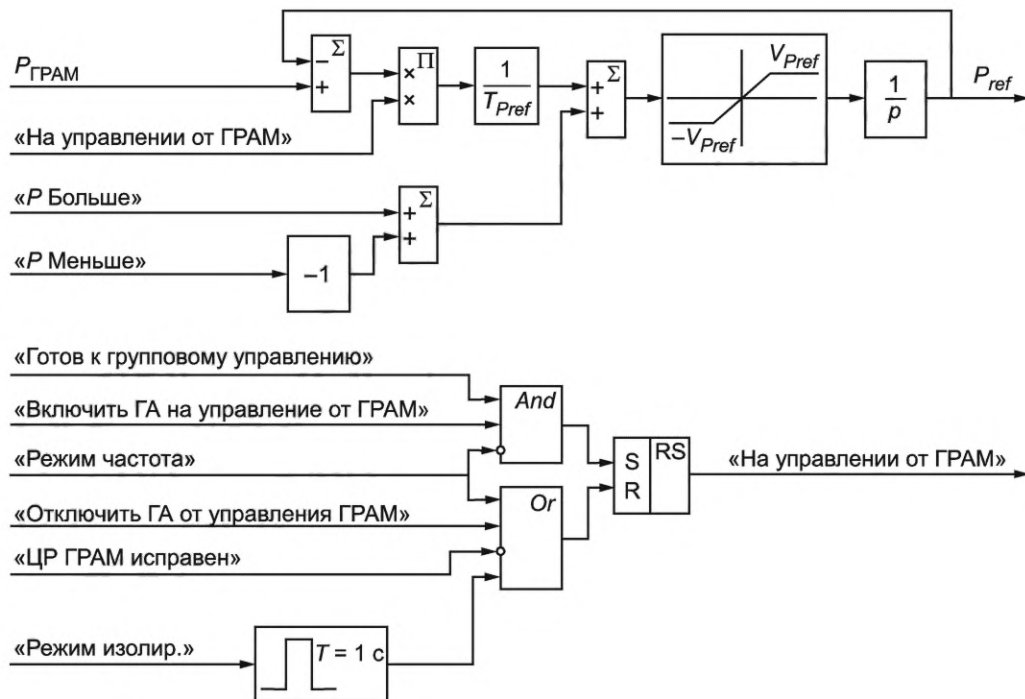 Σ
−
+
P_ГРАМ
П
×
×
1
T_Pref
Σ
+
+
V_Pref
−V_Pref
1
p
P_ref
«На управлении от ГРАМ»
«P Больше»
Σ
+
+
«P Меньше»
−1
«Готов к групповому управлению»
And
«Включить ГА на управление от ГРАМ»
«Режим частота»
S
R
RS
«На управлении от ГРАМ»
Or
«Отключить ГА от управления ГРАМ»
«ЦР ГРАМ исправен»
«Режим изолир.»
T = 1 с